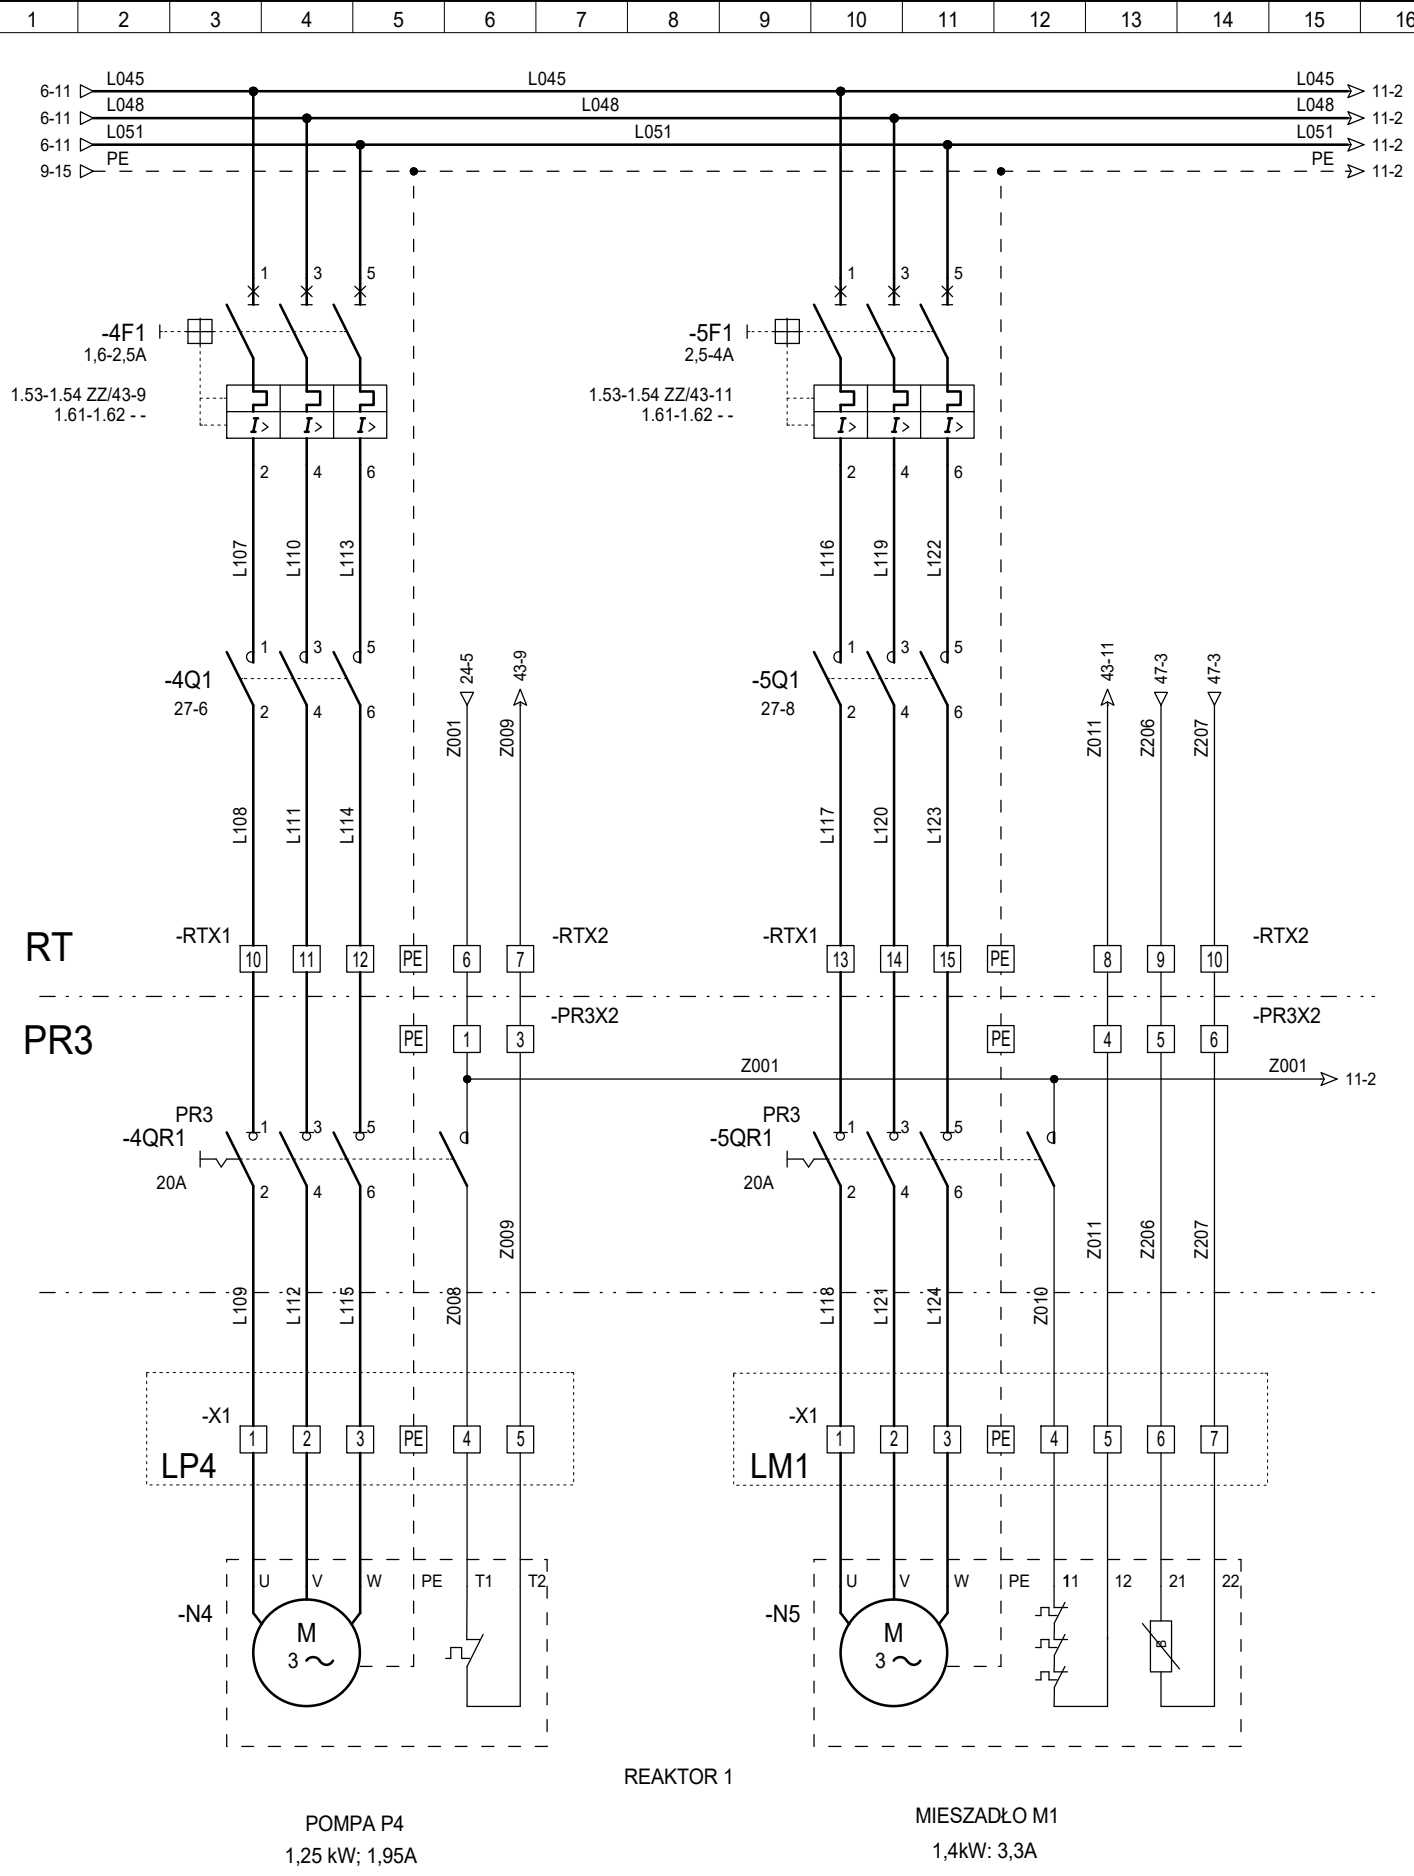 1 2 3 4 5 6 7 8 9 10 11 12 13 14 15 16
6-11 L045 L045 L045 11-2
6-11 L048 L048 L048 11-2
6-11 L051 L051 L051 11-2
9-15 PE PE 11-2
1 3 5 1 3 5
-4F1 -5F1
1,6-2,5A 2,5-4A
1.53-1.54 ZZ/43-9 1.53-1.54 ZZ/43-11
1.61-1.62 - - 1.61-1.62 - -
I> I> I> I> I> I>
2 4 6 2 4 6
L107 L110 L113 L116 L119 L122
1 3 5 24-5 43-9 1 3 5 43-11 47-3 47-3
-4Q1 -5Q1
27-6 2 4 6 27-8 2 4 6
Z001 Z009 Z011 Z206 Z207
L108 L111 L114 L117 L120 L123
RT -RTX1 -RTX2 -RTX1 -RTX2
10 11 12 PE 6 7 13 14 15 PE 8 9 10
-PR3X2 -PR3X2
PR3 PE 1 3 PE 4 5 6
Z001 Z001 11-2
PR3 1 3 5 PR3 1 3 5
-4QR1 -5QR1
20A 2 4 6 20A 2 4 6
Z009 Z011 Z206 Z207
L109 L112 L115 Z008 L118 L121 L124 Z010
-X1 -X1
1 2 3 PE 4 5 1 2 3 PE 4 5 6 7
LP4 LM1
U V W PE T1 T2 U V W PE 11 12 21 22
-N4 -N5
M M
3 3
B
REAKTOR 1
POMPA P4 MIESZADŁO M1
1,25 kW; 1,95A 1,4kW: 3,3A